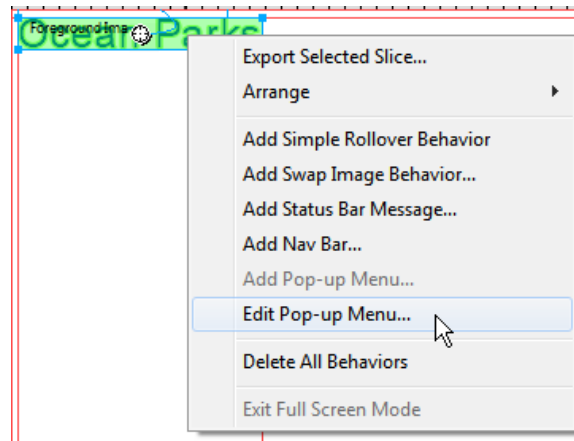 Foreground Ima
Ocean Parks
Export Selected Slice...
Arrange
Add Simple Rollover Behavior
Add Swap Image Behavior...
Add Status Bar Message...
Add Nav Bar...
Add Pop-up Menu...
Edit Pop-up Menu...
Delete All Behaviors
Exit Full Screen Mode